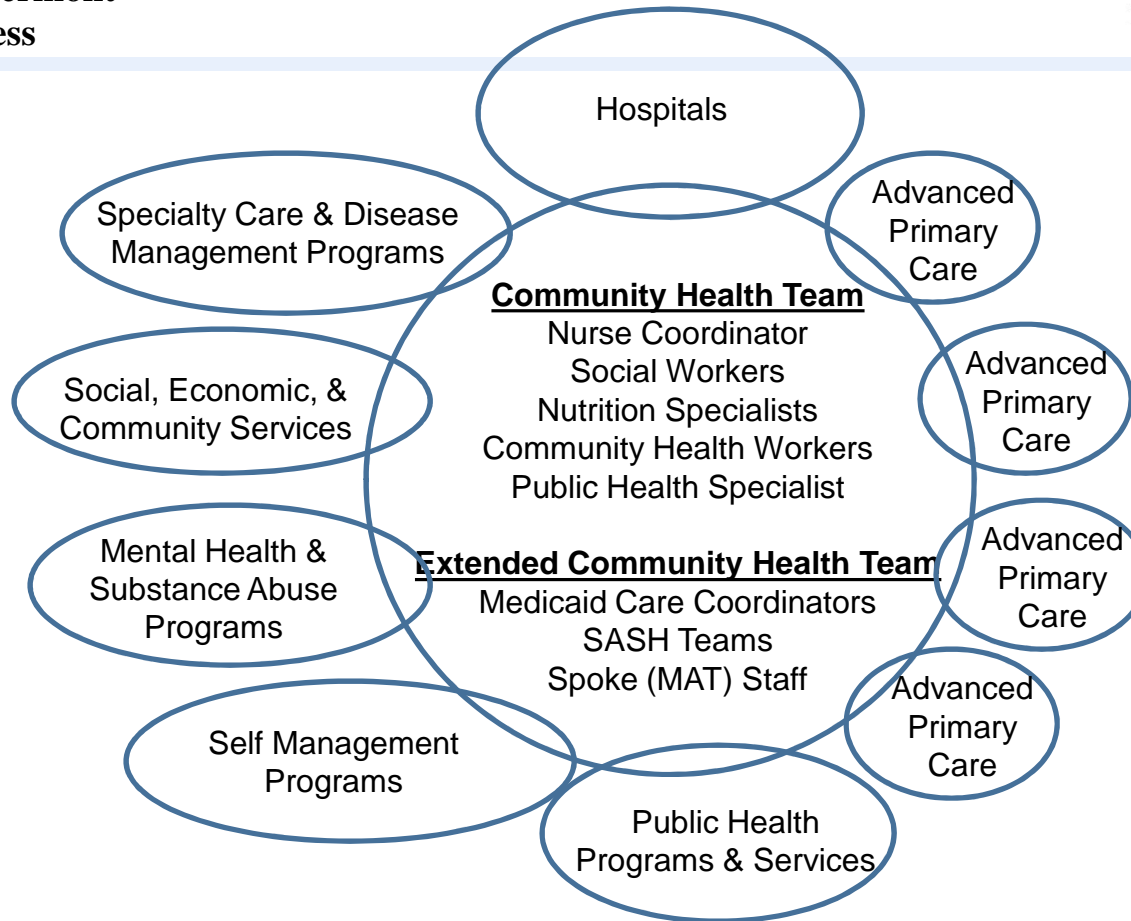 ess
Hospitals
Specialty Care & Disease
Management Programs
Advanced
Primary
Care
Community Health Team
Nurse Coordinator
Social Workers
Nutrition Specialists
Community Health Workers
Public Health Specialist
Social, Economic, &
Community Services
Advanced
Primary
Care
Mental Health &
Substance Abuse
Programs
Extended Community Health Team
Medicaid Care Coordinators
SASH Teams
Spoke (MAT) Staff
Advanced
Primary
Care
Self Management
Programs
Advanced
Primary
Care
Public Health
Programs & Services